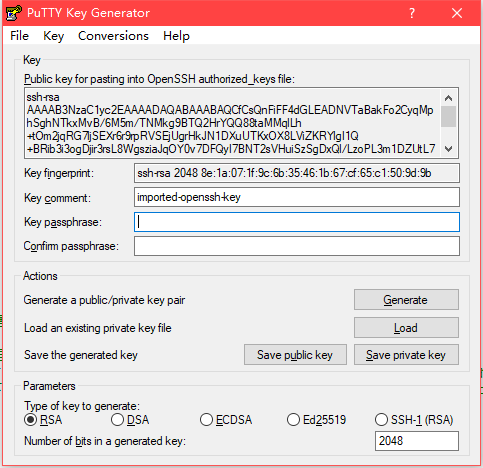 PuTTY Key Generator
File Key Conversions Help
Key
Public key for pasting into OpenSSH authorized_keys file:
ssh-rsa
AAAAB3NzaC1yc2EAAAADAQABAAABAQCfCsQnFiFF4dGLEADNVTaBakFo2CyqMp
hSghNTkxMvB/6M5m/TNMkg9BTQ2HrYQQ88taMMqlLh
+tOm2jqRG7ljSEXr6r9rpRVSEjUgrHkJN1DXuUTKxOX8LViZKRYlgI1Q
+BRib3i3ogDjir3rsL8WgsziaJqOY0v7DFQyI7BNT2sVHuiSzSgDxQI/LzoPL3m1DZUtL7
Key fingerprint: ssh-rsa 2048 8e:1a:07:1f:9c:6b:35:46:1b:67:cf:65:c1:50:9d:9b
Key comment: imported-openssh-key
Key passphrase:
Confirm passphrase:
Actions
Generate a public/private key pair Generate
Load an existing private key file Load
Save the generated key Save public key Save private key
Parameters
Type of key to generate:
RSA DSA ECDSA Ed25519 SSH-1 (RSA)
Number of bits in a generated key: 2048